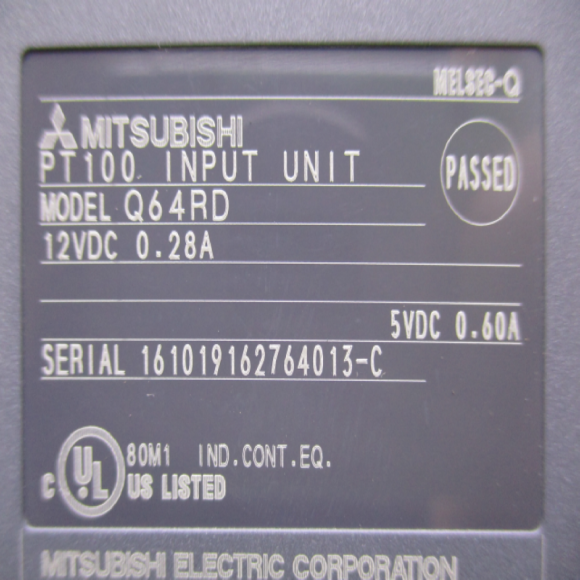 MELSEC-Q
MITSUBISHI
PT100 INPUT UNIT
PASSED
MODEL Q64RD
12VDC 0.28A
5VDC 0.60A
SERIAL 161019162764013-C
80M1 IND.CONT.EQ.
C UL US LISTED
MITSUBISHI ELECTRIC CORPORATION